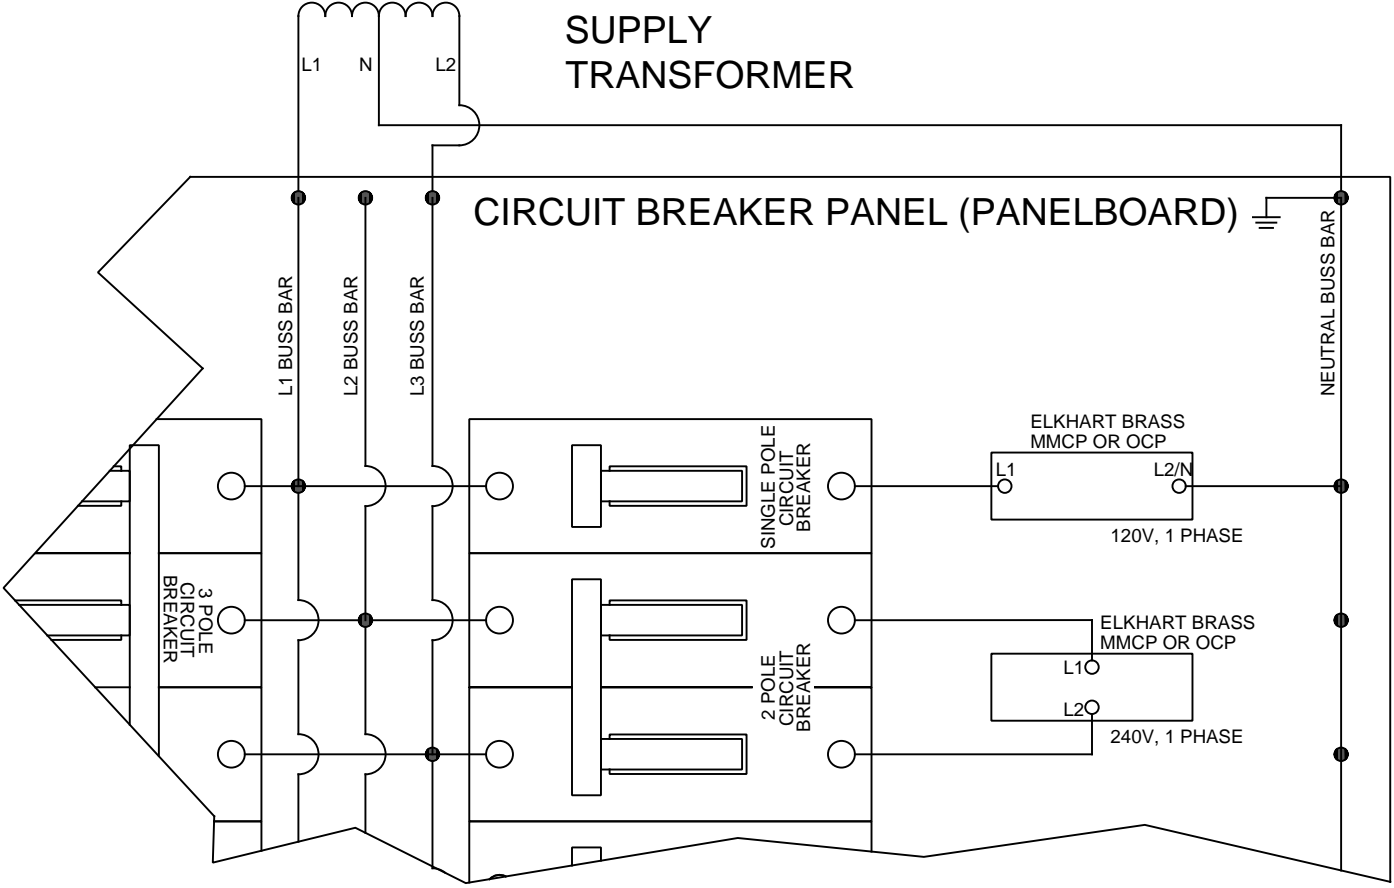 SUPPLY
TRANSFORMER
L1
N
L2
CIRCUIT BREAKER PANEL (PANELBOARD)
L1 BUSS BAR
L2 BUSS BAR
L3 BUSS BAR
NEUTRAL BUSS BAR
SINGLE POLE
CIRCUIT
BREAKER
ELKHART BRASS
MMCP OR OCP
L1
L2/N
120V, 1 PHASE
3 POLE
CIRCUIT
BREAKER
2 POLE
CIRCUIT
BREAKER
ELKHART BRASS
MMCP OR OCP
L1
L2
240V, 1 PHASE